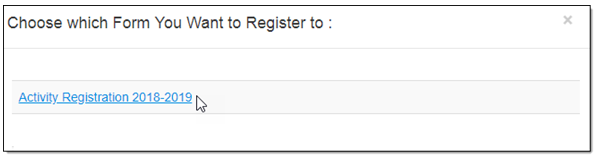 Choose which Form You Want to Register to :
Activity Registration 2018-2019